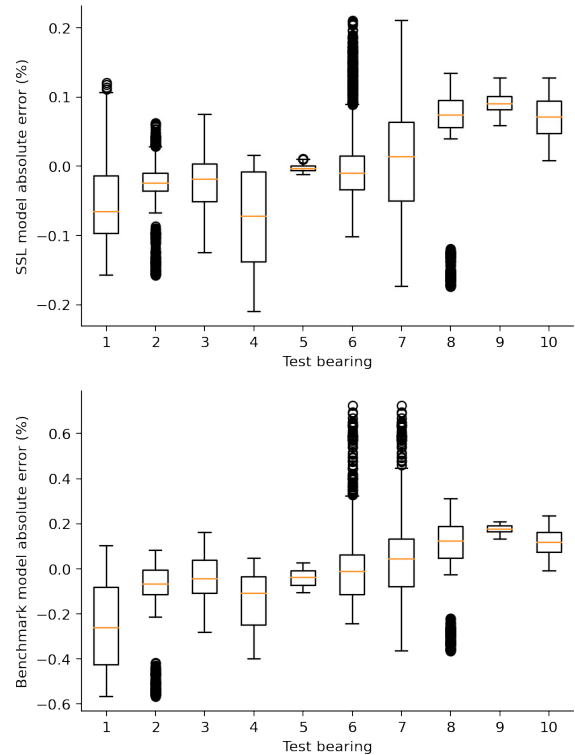 SSL model absolute error (%)
0.2
0.1
0.0
−0.1
−0.2
1 2 3 4 5 6 7 8 9 10
Test bearing
Benchmark model absolute error (%)
0.6
0.4
0.2
0.0
−0.2
−0.4
−0.6
1 2 3 4 5 6 7 8 9 10
Test bearing